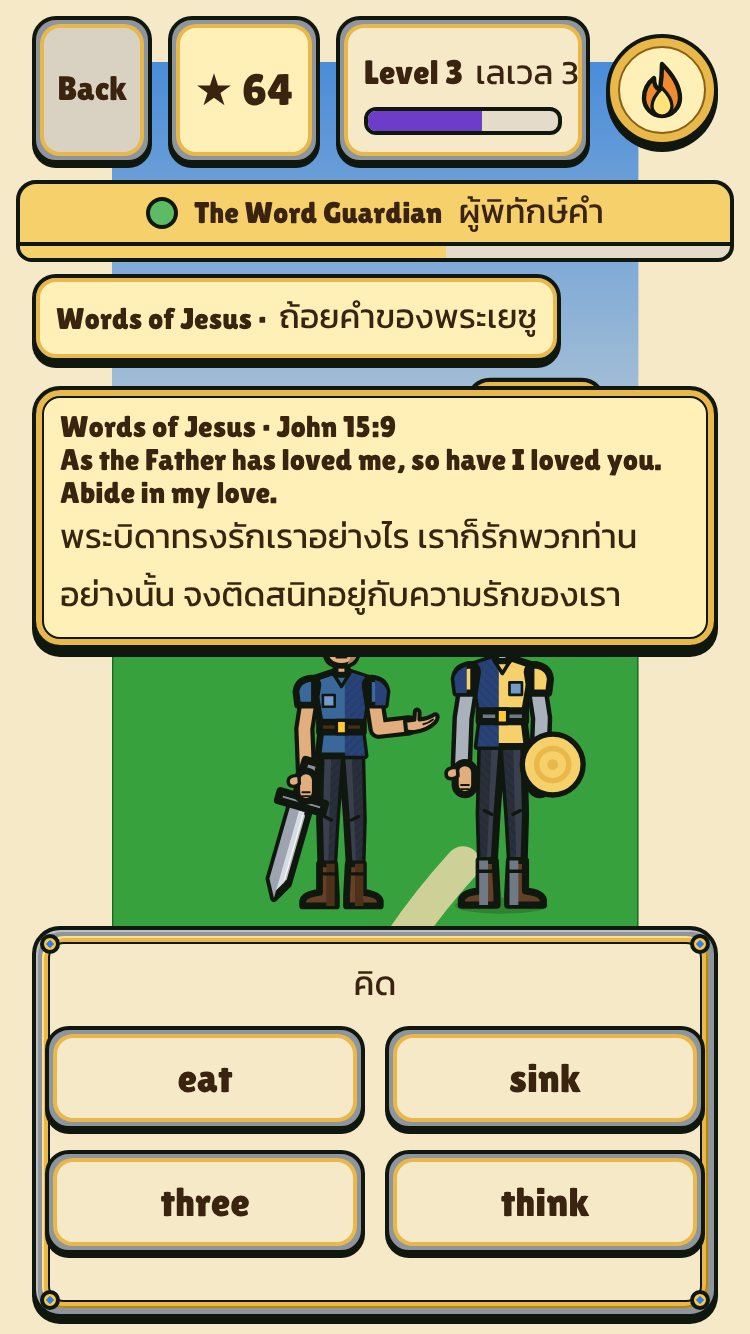 Back
★ 64
Level 3 เลเวล 3
The Word Guardian ผู้พิทักษ์คำ
Words of Jesus · ถ้อยคำของพระเยซู
Words of Jesus · John 15:9
As the Father has loved me, so have I loved you.
Abide in my love.
พระบิดาทรงรักเราอย่างไร เราก็รักพวกท่าน
อย่างนั้น จงติดสนิทอยู่กับความรักของเรา
คิด
eat
sink
three
think